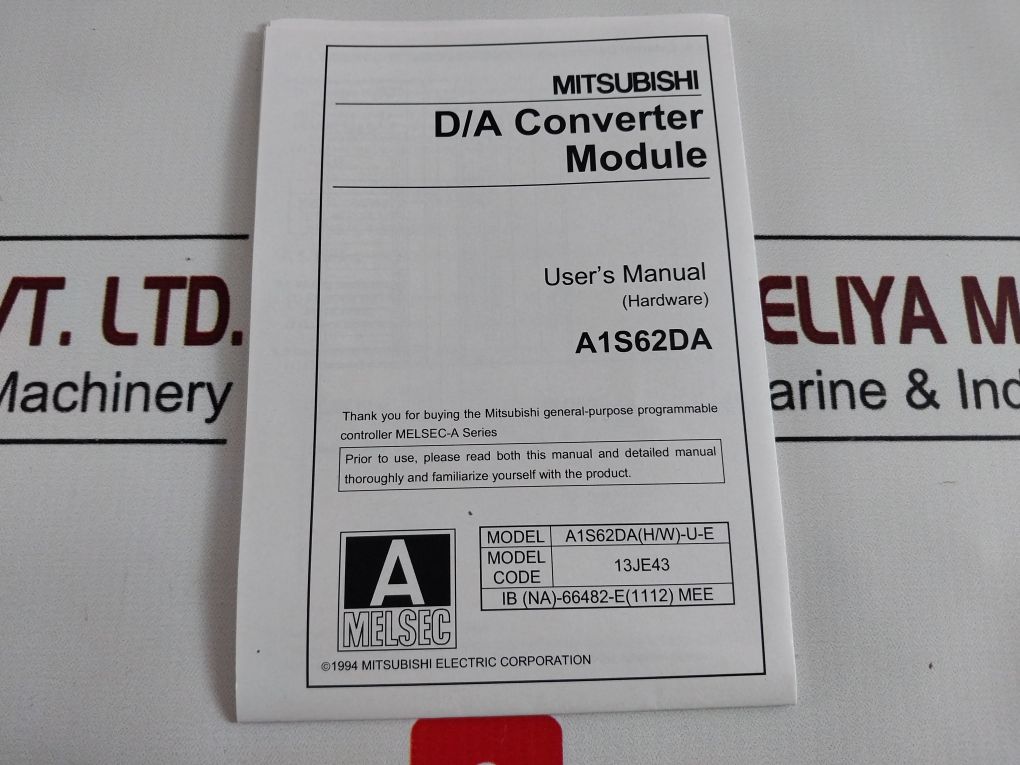 MITSUBISHI
D/A Converter
Module
User's Manual
(Hardware)
A1S62DA
Thank you for buying the Mitsubishi general-purpose programmable
controller MELSEC-A Series
Prior to use, please read both this manual and detailed manual
thoroughly and familiarize yourself with the product.
A
MELSEC
MODEL A1S62DA(H/W)-U-E
MODEL
CODE 13JE43
IB (NA)-66482-E(1112) MEE
©1994 MITSUBISHI ELECTRIC CORPORATION
VT. LTD.
Machinery
ELIYA M
arine & Ind